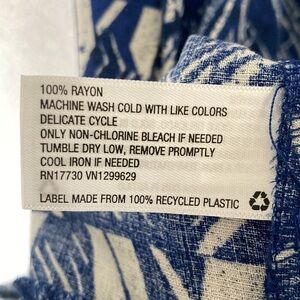 100% RAYON
MACHINE WASH COLD WITH LIKE COLORS
DELICATE CYCLE
ONLY NON-CHLORINE BLEACH IF NEEDED
TUMBLE DRY LOW, REMOVE PROMPTLY
COOL IRON IF NEEDED
RN17730 VN1299629
LABEL MADE FROM 100% RECYCLED PLASTIC